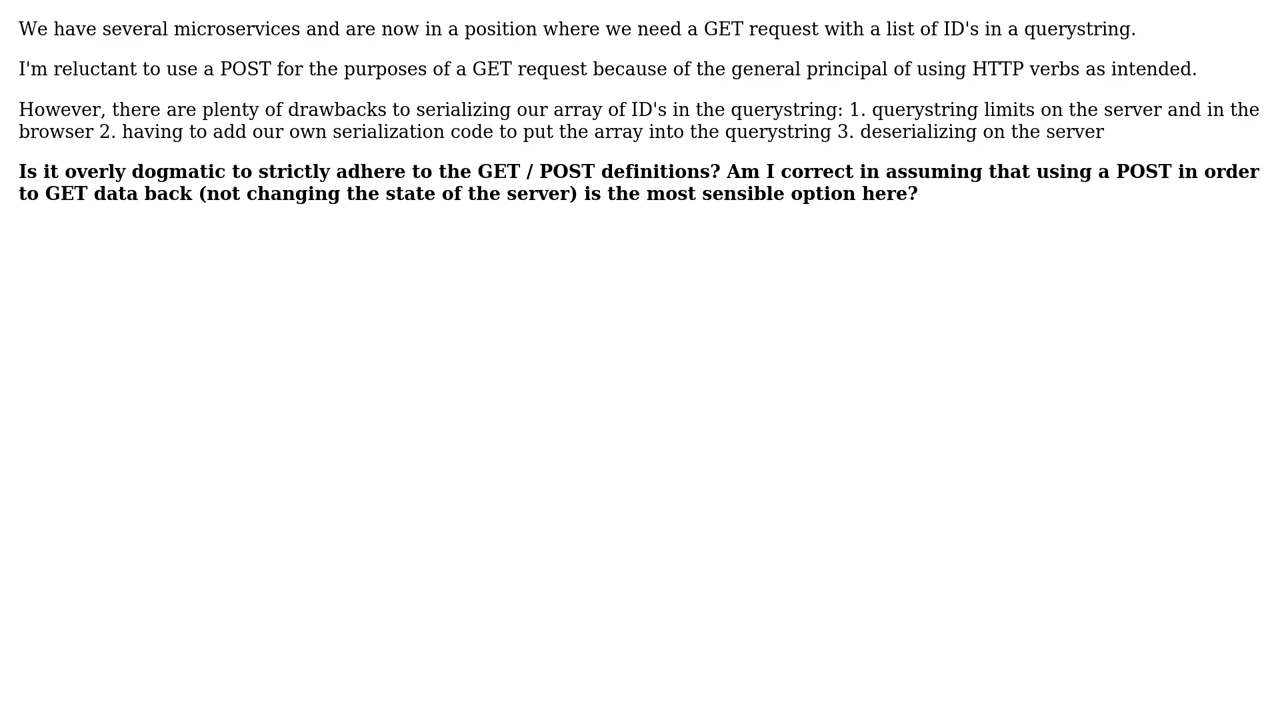 We have several microservices and are now in a position where we need a GET request with a list of ID's in a querystring.
I'm reluctant to use a POST for the purposes of a GET request because of the general principal of using HTTP verbs as intended.
However, there are plenty of drawbacks to serializing our array of ID's in the querystring: 1. querystring limits on the server and in the
browser 2. having to add our own serialization code to put the array into the querystring 3. deserializing on the server
Is it overly dogmatic to strictly adhere to the GET / POST definitions? Am I correct in assuming that using a POST in order
to GET data back (not changing the state of the server) is the most sensible option here?